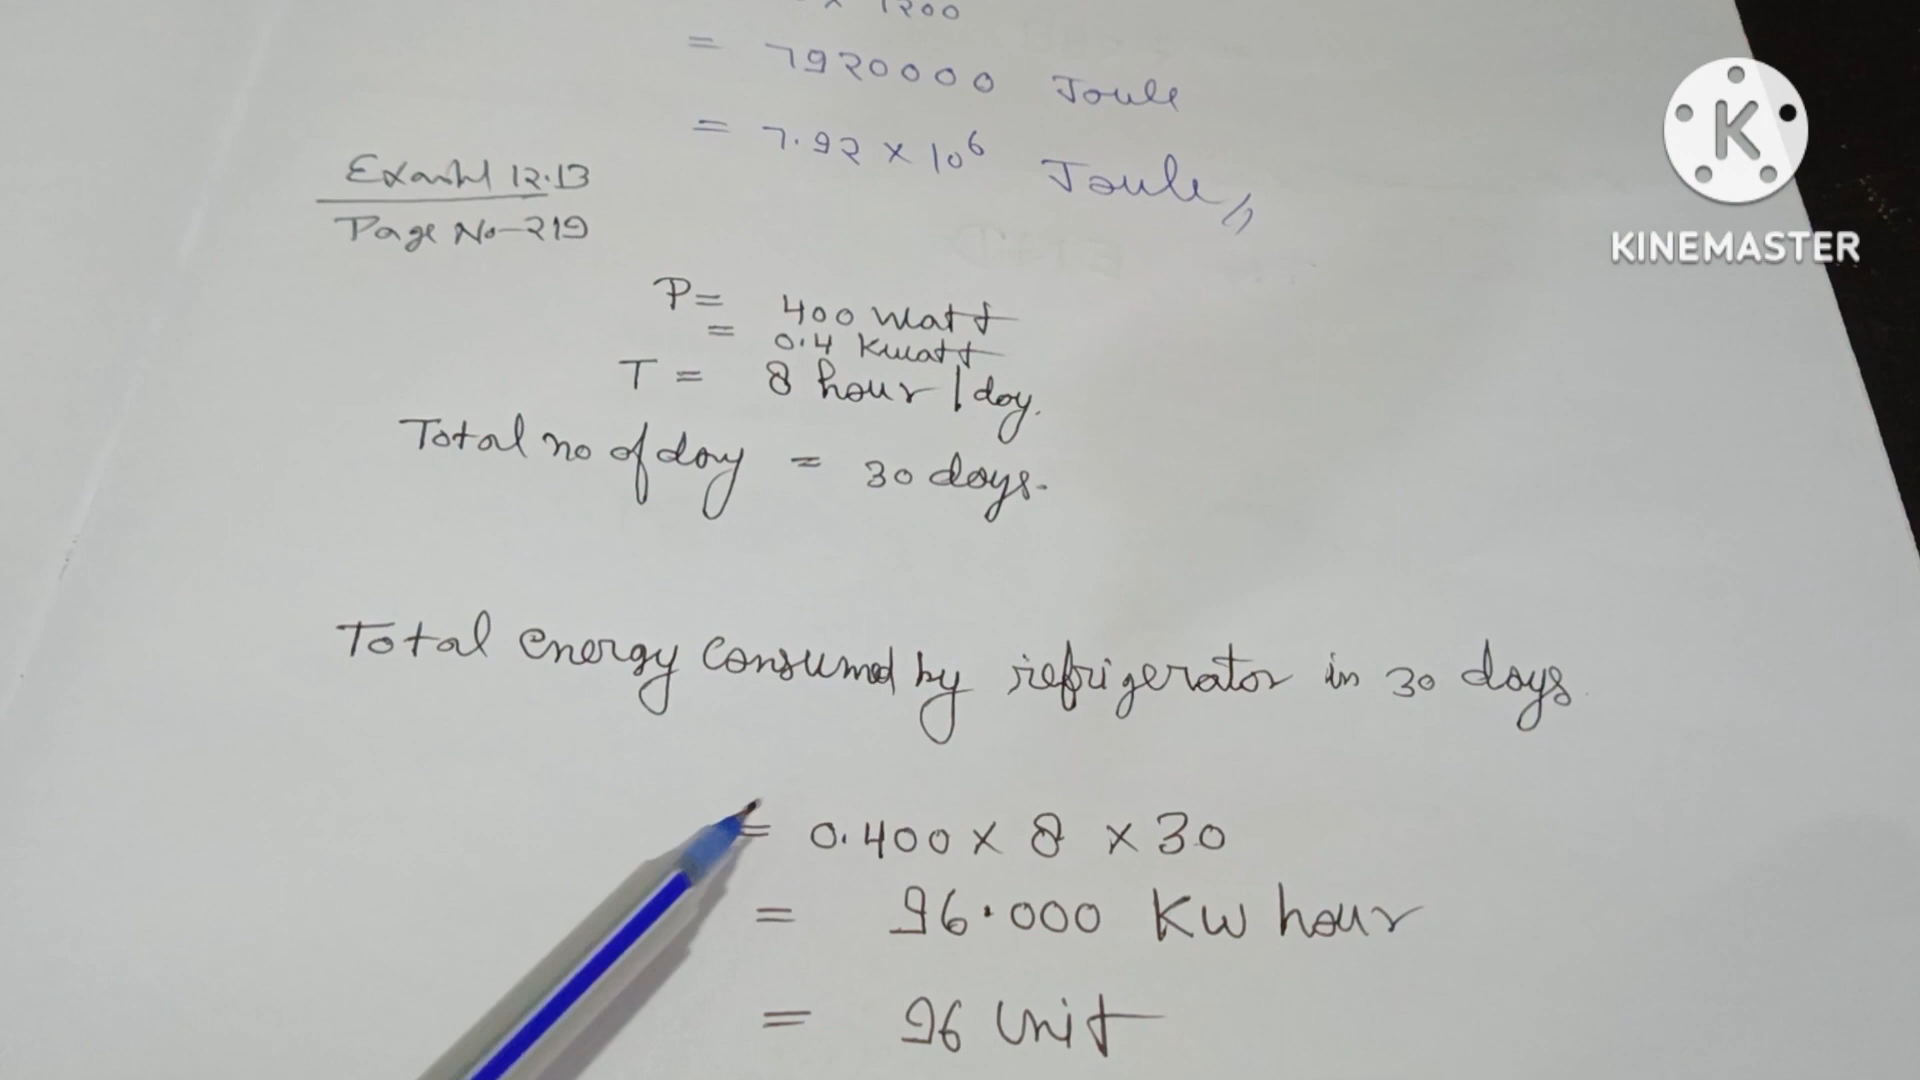 × 1200
= 7920000 Joule
= 7.92 × 10⁶ Joule
12.13
Page No-219
P= 400 watt
= 0.4 Kwatt
T = 8 hour / day.
Total no of day = 30 days.
Total energy consumed by refrigerator in 30 days
= 0.400 × 8 × 30
= 96.000 KW hour
= 96 Unit
K
KINEMASTER